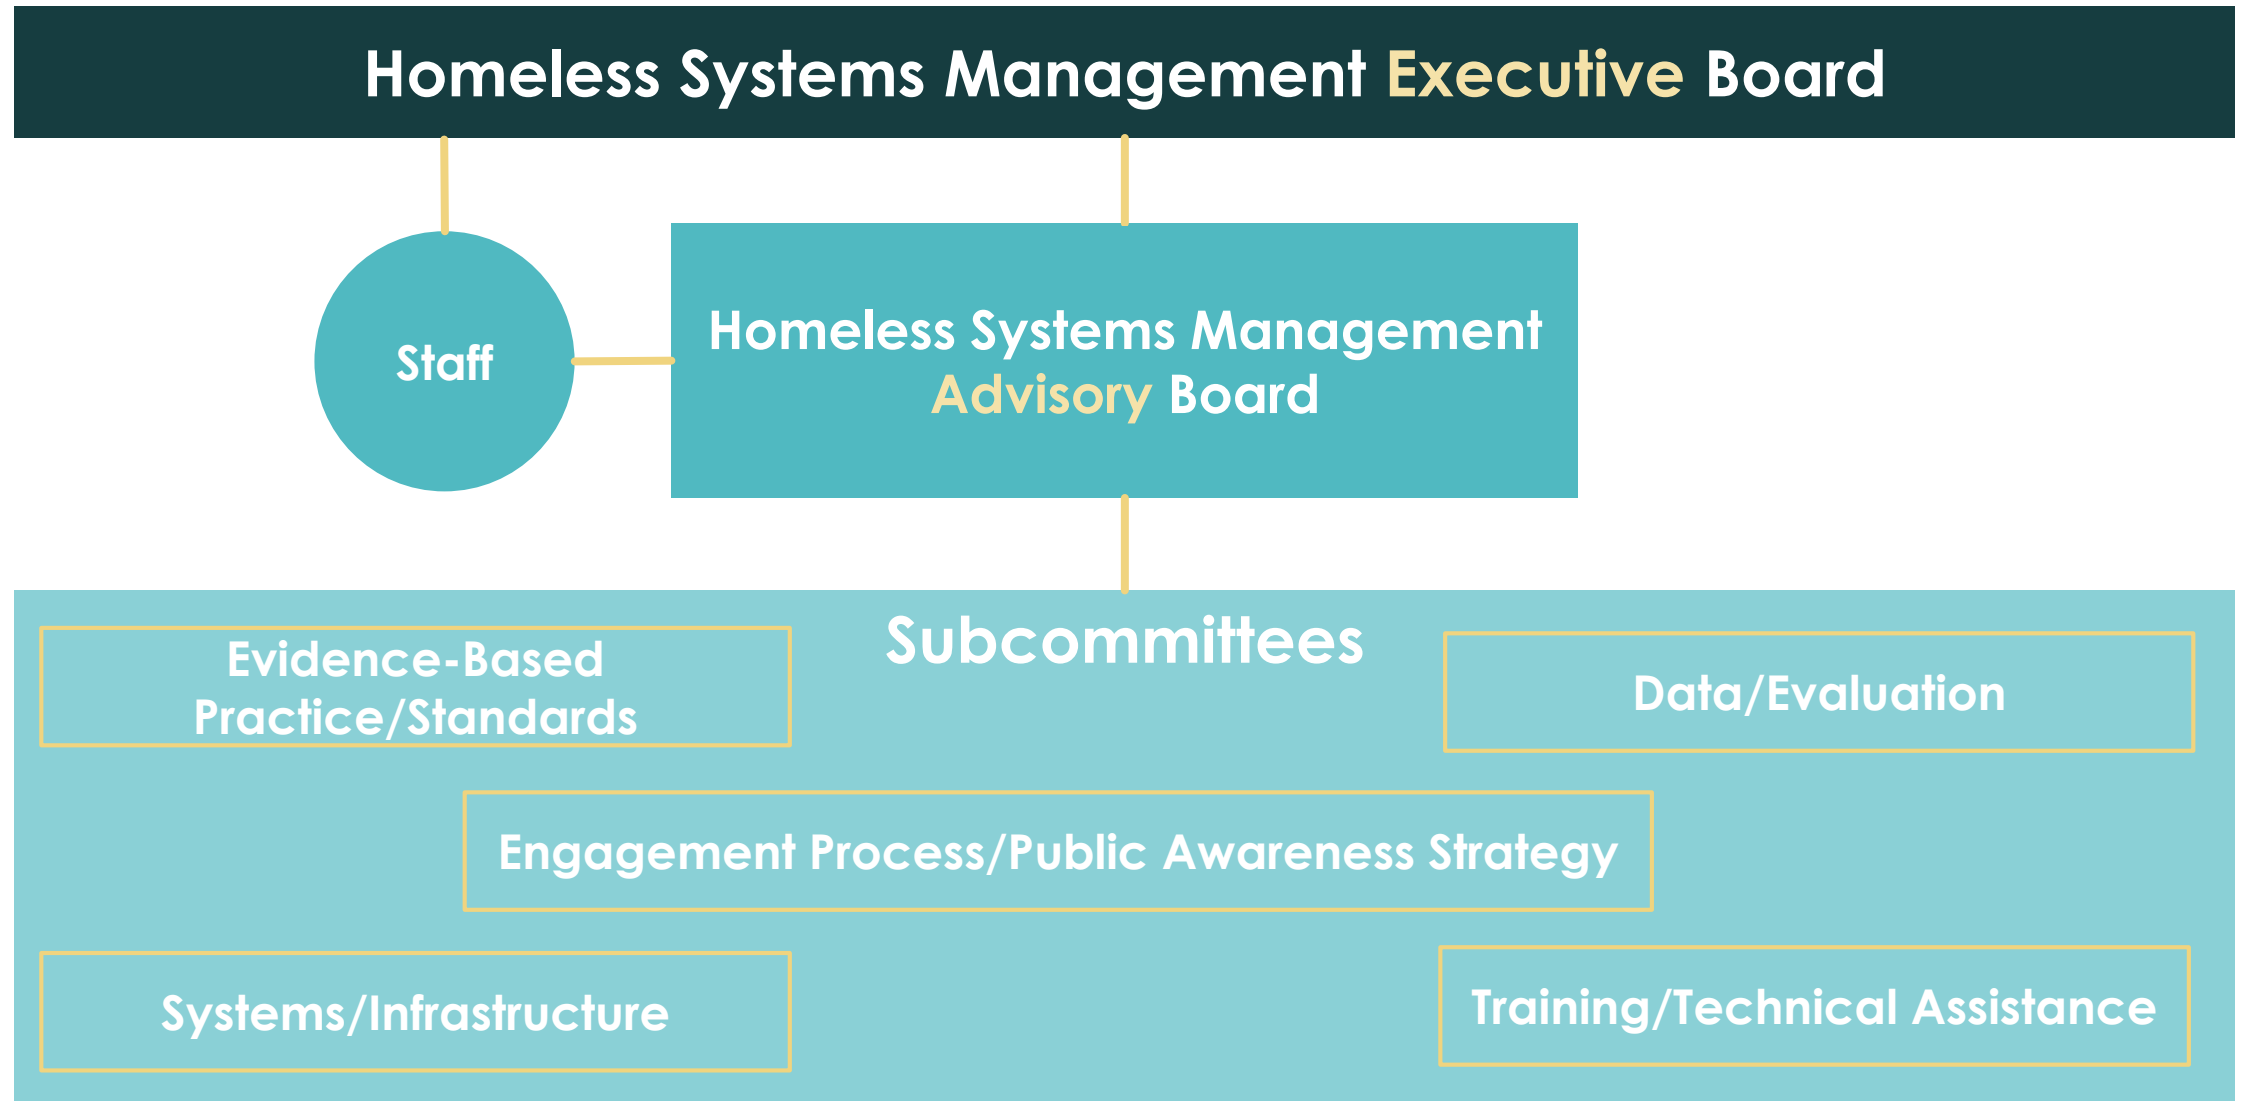 Homeless Systems Management Executive Board
Staff
Homeless Systems Management
Advisory Board
Subcommittees
Evidence-Based
Practice/Standards
Data/Evaluation
Engagement Process/Public Awareness Strategy
Systems/Infrastructure
Training/Technical Assistance